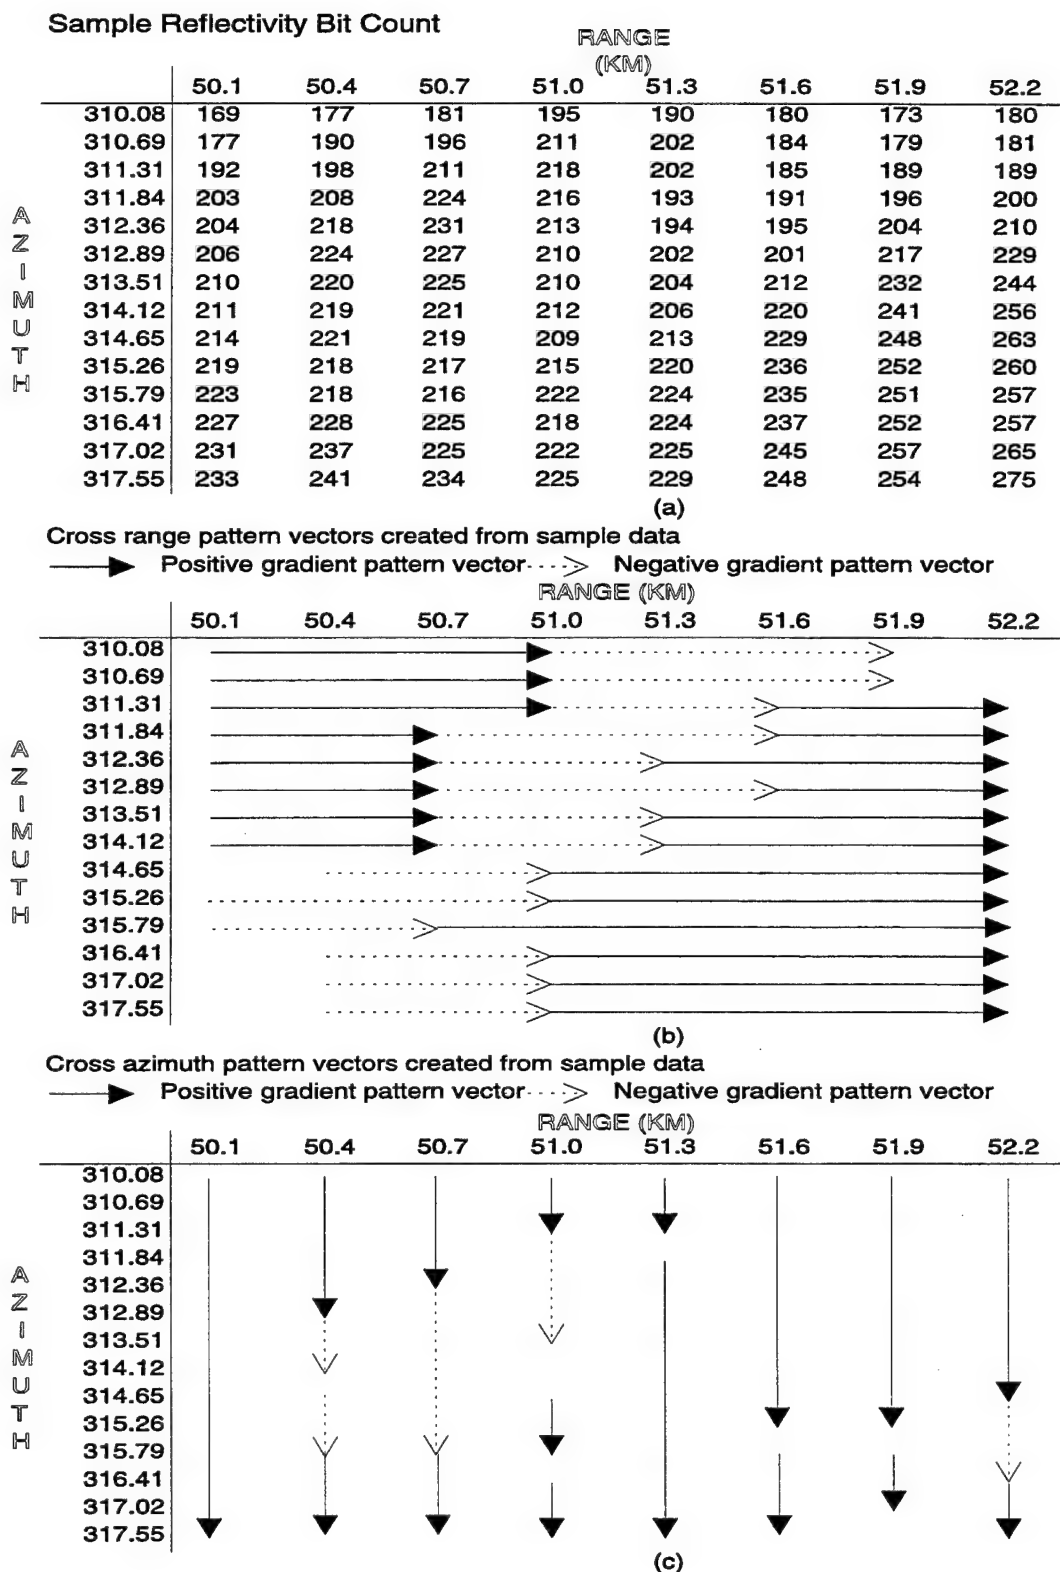 Sample Reflectivity Bit Count
RANGE
(KM)
50.1 50.4 50.7 51.0 51.3 51.6 51.9 52.2
310.08 169 177 181 195 190 180 173 180
310.69 177 190 196 211 202 184 179 181
311.31 192 198 211 218 202 185 189 189
311.84 203 208 224 216 193 191 196 200
312.36 204 218 231 213 194 195 204 210
312.89 206 224 227 210 202 201 217 229
313.51 210 220 225 210 204 212 232 244
314.12 211 219 221 212 206 220 241 256
314.65 214 221 219 209 213 229 248 263
315.26 219 218 217 215 220 236 252 260
315.79 223 218 216 222 224 235 251 257
316.41 227 228 225 218 224 237 252 257
317.02 231 237 225 222 225 245 257 265
317.55 233 241 234 225 229 248 254 275
AZIMUTH
(a)
Cross range pattern vectors created from sample data
Positive gradient pattern vector Negative gradient pattern vector
RANGE (KM)
50.1 50.4 50.7 51.0 51.3 51.6 51.9 52.2
310.08
310.69
311.31
311.84
312.36
312.89
313.51
314.12
314.65
315.26
315.79
316.41
317.02
317.55
AZIMUTH
(b)
Cross azimuth pattern vectors created from sample data
Positive gradient pattern vector Negative gradient pattern vector
RANGE (KM)
50.1 50.4 50.7 51.0 51.3 51.6 51.9 52.2
310.08
310.69
311.31
311.84
312.36
312.89
313.51
314.12
314.65
315.26
315.79
316.41
317.02
317.55
AZIMUTH
(c)